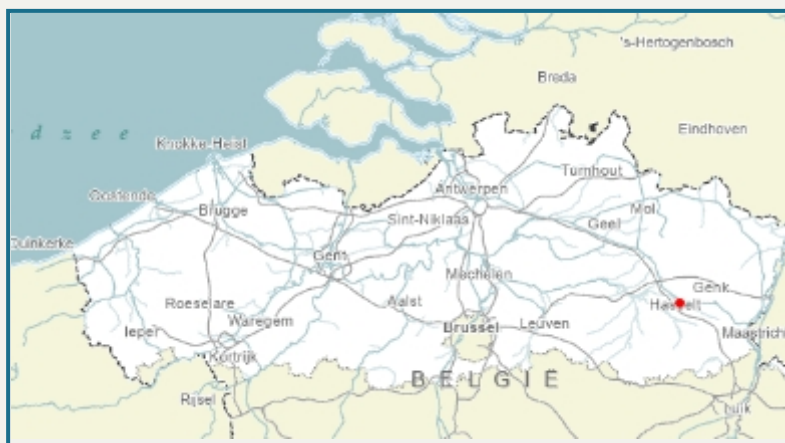 's-Hertogenbosch
Breda
d z e e
Eindhoven
Knokke-Heist
Turnhout
Antwerpen
Oostende
Brugge
Mol
Sint-Niklaas
Geel
Duinkerke
Gent
Mechelen
Genk
Roeselare
Aalst
Hasselt
Waregem
Ieper
Brussel
Leuven
Maastrich
Kortrijk
BELGIË
Rijsel
Luik